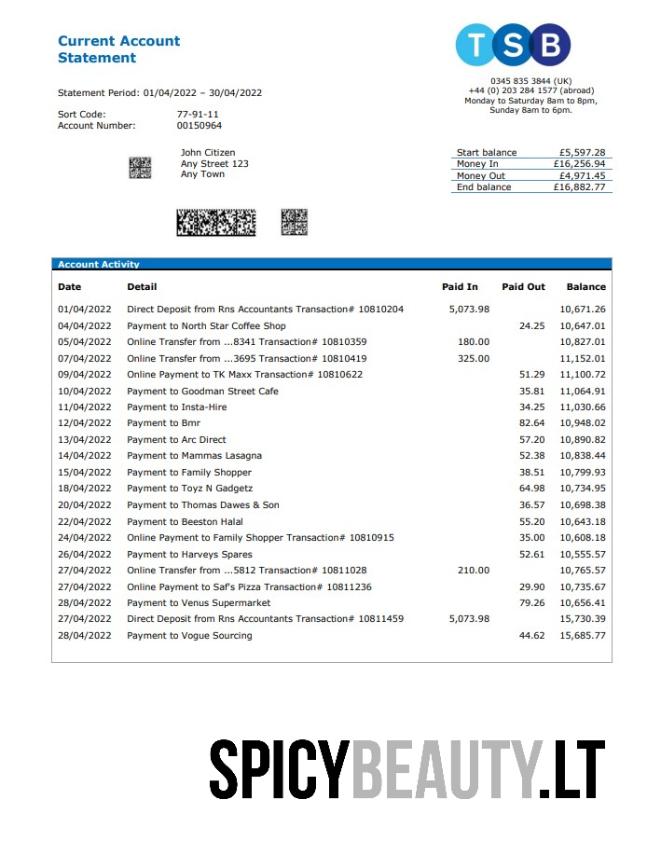 Current Account
Statement
TSB
0345 835 3844 (UK)
+44 (0) 203 284 1577 (abroad)
Monday to Saturday 8am to 8pm,
Sunday 8am to 6pm.
Statement Period: 01/04/2022 – 30/04/2022
Sort Code: 77-91-11
Account Number: 00150964
John Citizen
Any Street 123
Any Town
Start balance £5,597.28
Money In £16,256.94
Money Out £4,971.45
End balance £16,882.77
Account Activity
Date Detail Paid In Paid Out Balance
01/04/2022 Direct Deposit from Rns Accountants Transaction# 10810204 5,073.98 10,671.26
04/04/2022 Payment to North Star Coffee Shop 24.25 10,647.01
05/04/2022 Online Transfer from ...8341 Transaction# 10810359 180.00 10,827.01
07/04/2022 Online Transfer from ...3695 Transaction# 10810419 325.00 11,152.01
09/04/2022 Online Payment to TK Maxx Transaction# 10810622 51.29 11,100.72
10/04/2022 Payment to Goodman Street Cafe 35.81 11,064.91
11/04/2022 Payment to Insta-Hire 34.25 11,030.66
12/04/2022 Payment to Bmr 82.64 10,948.02
13/04/2022 Payment to Arc Direct 57.20 10,890.82
14/04/2022 Payment to Mammas Lasagna 52.38 10,838.44
15/04/2022 Payment to Family Shopper 38.51 10,799.93
18/04/2022 Payment to Toyz N Gadgetz 64.98 10,734.95
20/04/2022 Payment to Thomas Dawes & Son 36.57 10,698.38
22/04/2022 Payment to Beeston Halal 55.20 10,643.18
24/04/2022 Online Payment to Family Shopper Transaction# 10810915 35.00 10,608.18
26/04/2022 Payment to Harveys Spares 52.61 10,555.57
27/04/2022 Online Transfer from ...5812 Transaction# 10811028 210.00 10,765.57
27/04/2022 Online Payment to Saf's Pizza Transaction# 10811236 29.90 10,735.67
28/04/2022 Payment to Venus Supermarket 79.26 10,656.41
27/04/2022 Direct Deposit from Rns Accountants Transaction# 10811459 5,073.98 15,730.39
28/04/2022 Payment to Vogue Sourcing 44.62 15,685.77
SPICYBEAUTY.LT